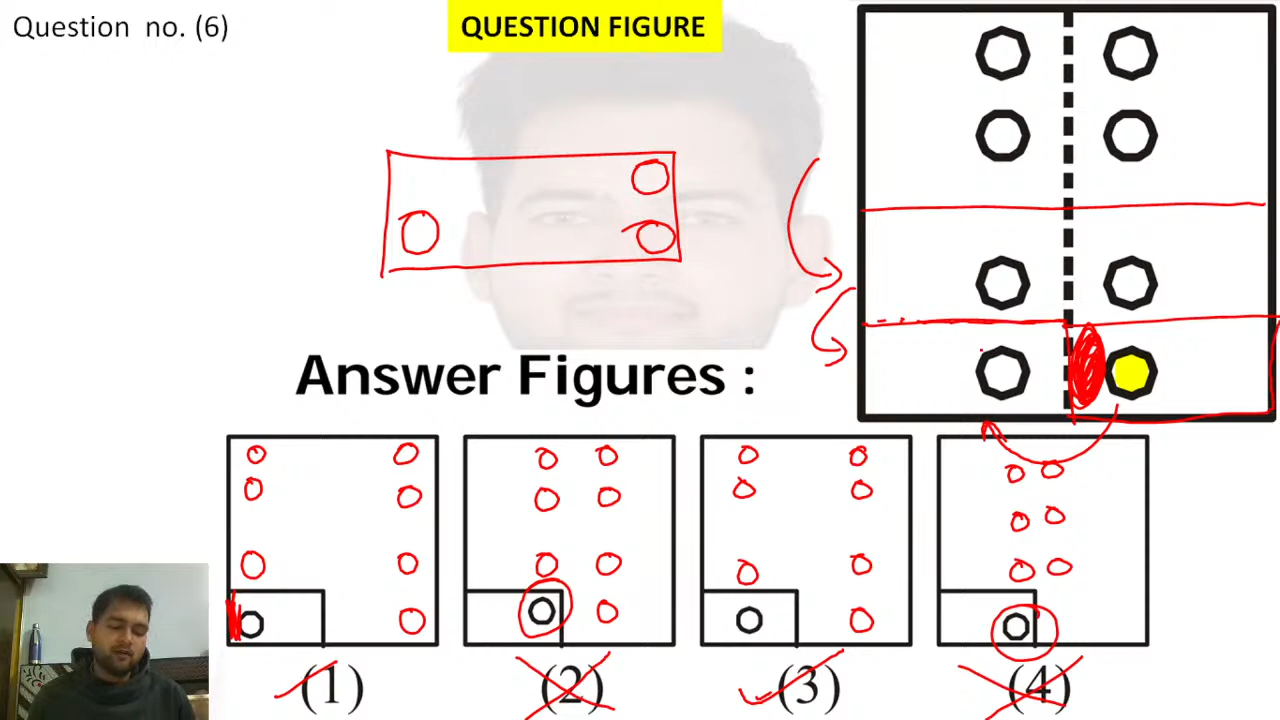 Question no. (6)
QUESTION FIGURE
Answer Figures :
(1) (2) (3) (4)